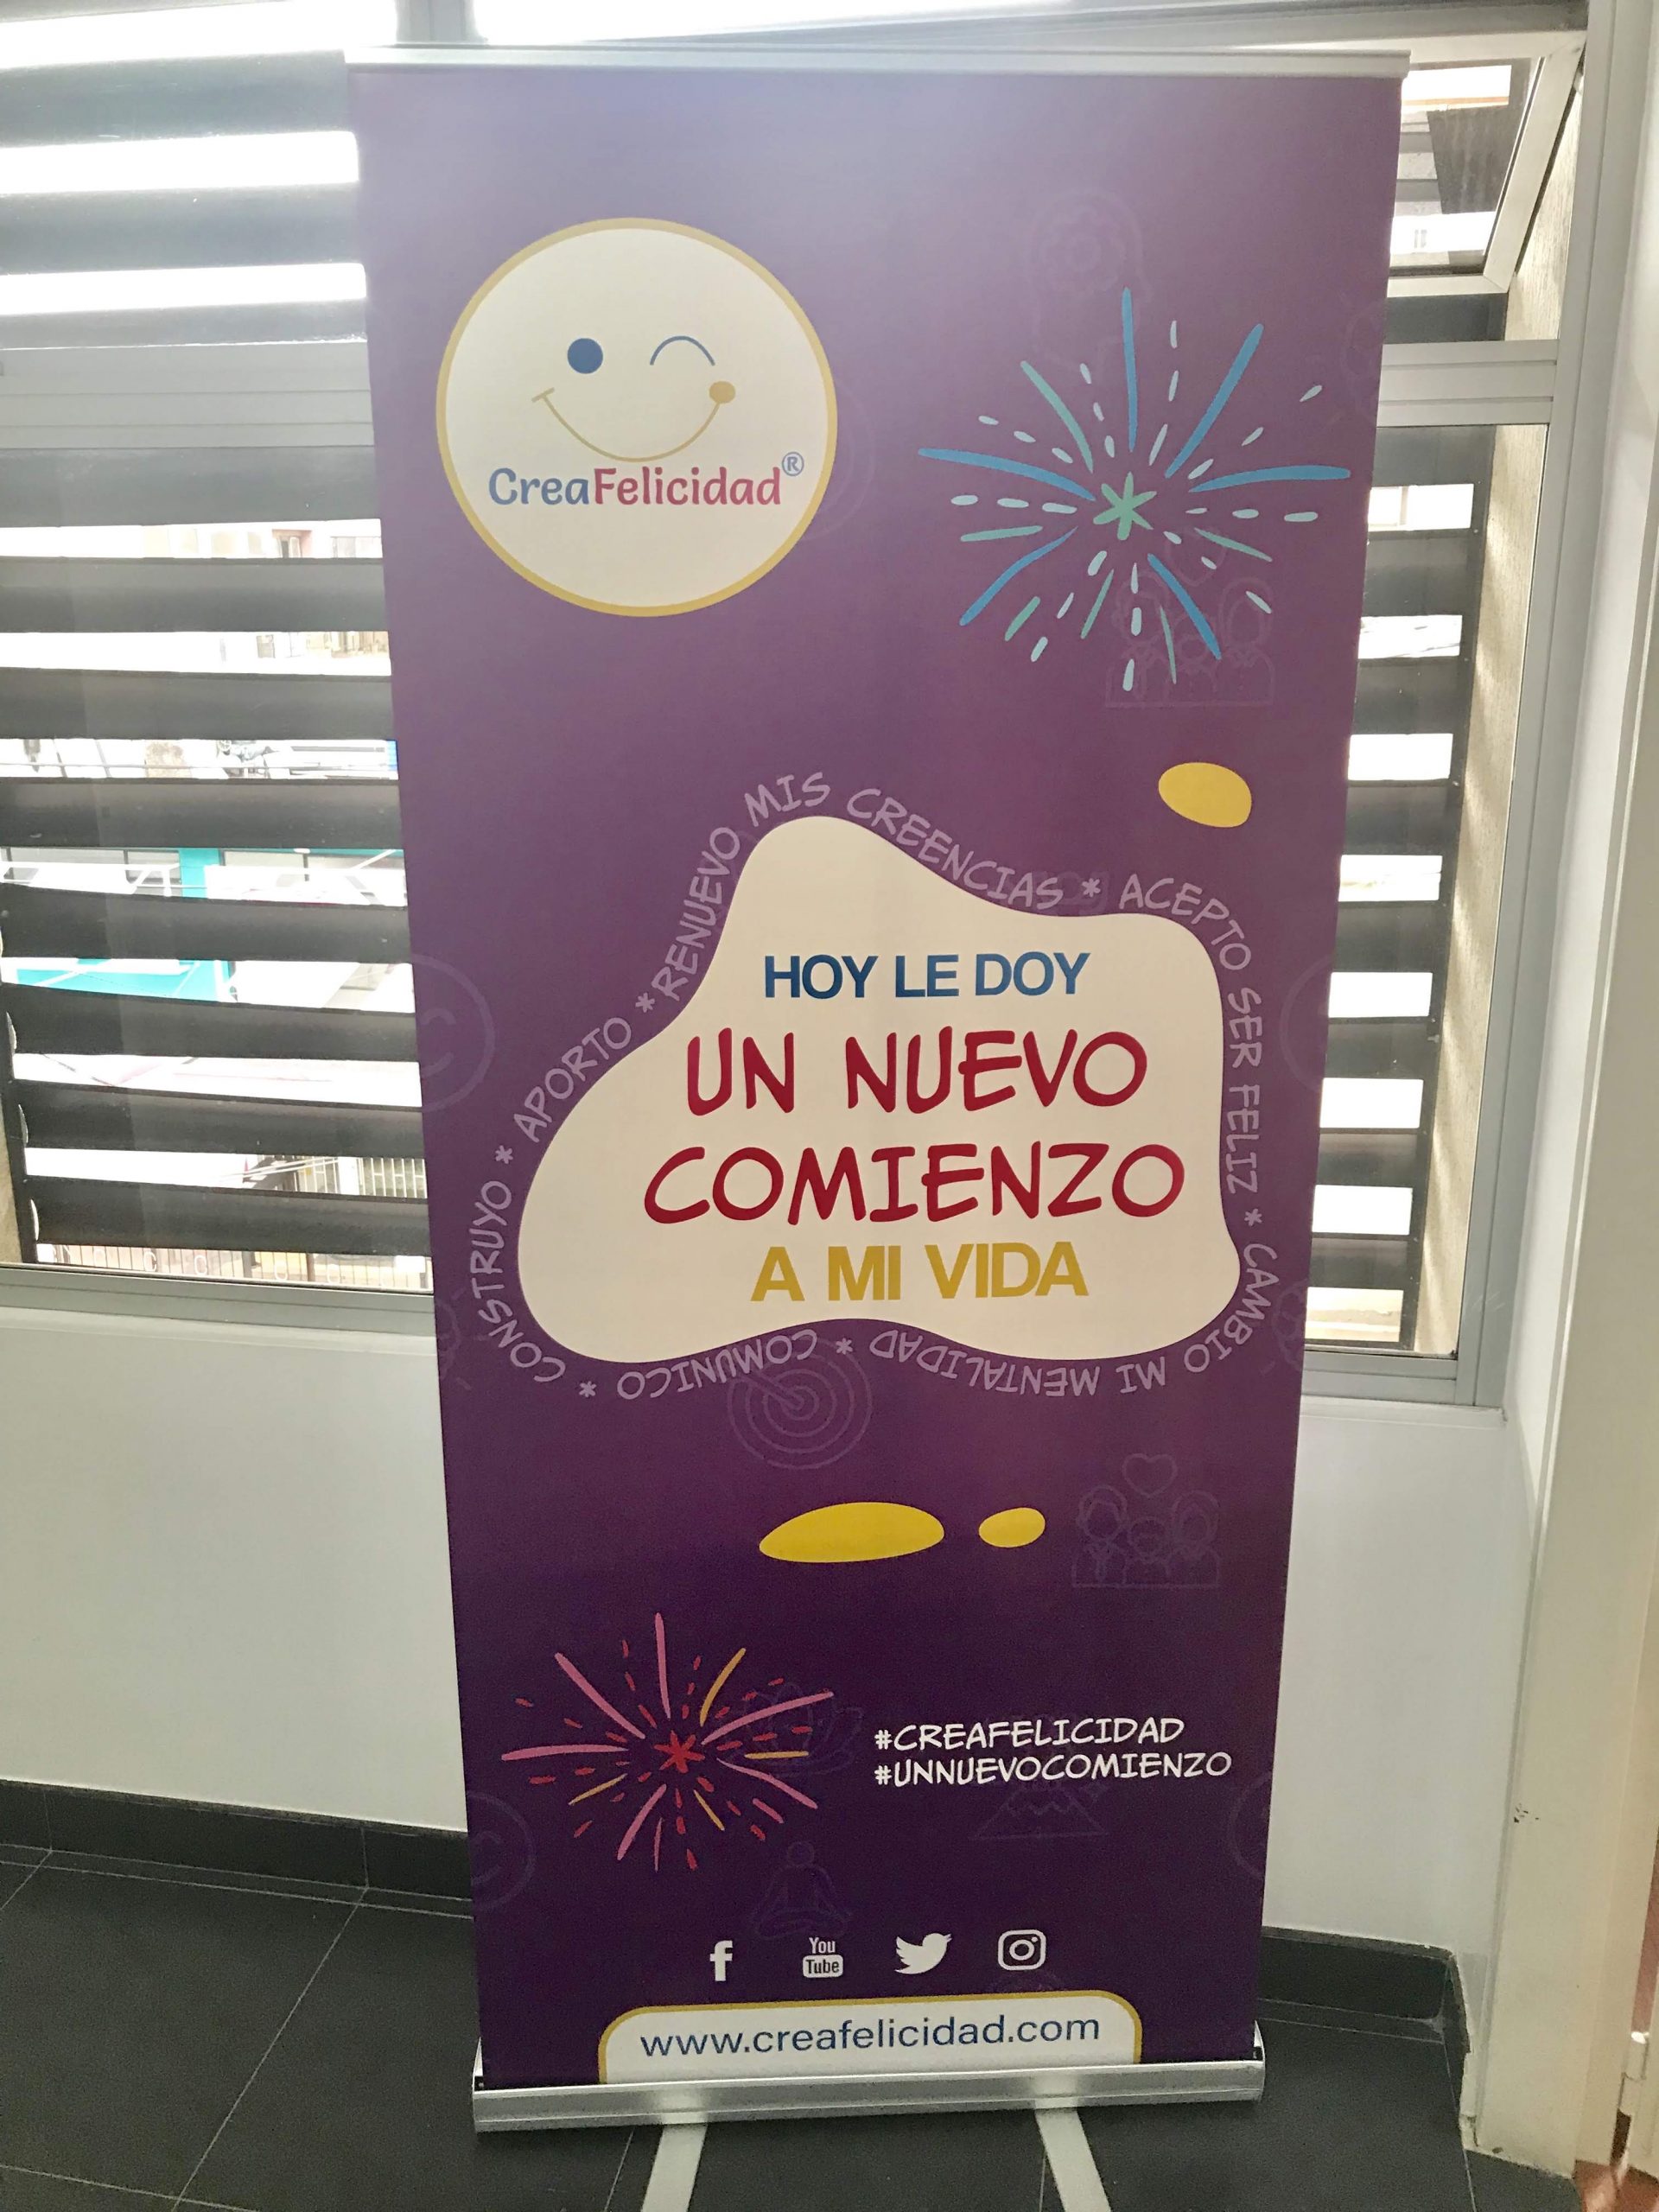 CreaFelicidad®
CONSTRUYO * APORTO * RENUEVO MIS CREENCIAS * ACEPTO SER FELIZ * CAMBIO MI MENTALIDAD * COMUNICO *
HOY LE DOY
UN NUEVO
COMIENZO
A MI VIDA
#CREAFELICIDAD
#UNNUEVOCOMIENZO
f
You
Tube
www.creafelicidad.com